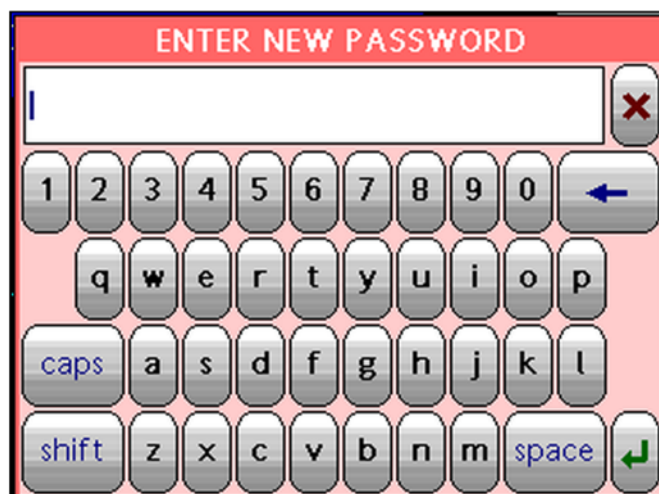 ENTER NEW PASSWORD
1 2 3 4 5 6 7 8 9 0
q w e r t y u i o p
caps a s d f g h j k l
shift z x c v b n m space